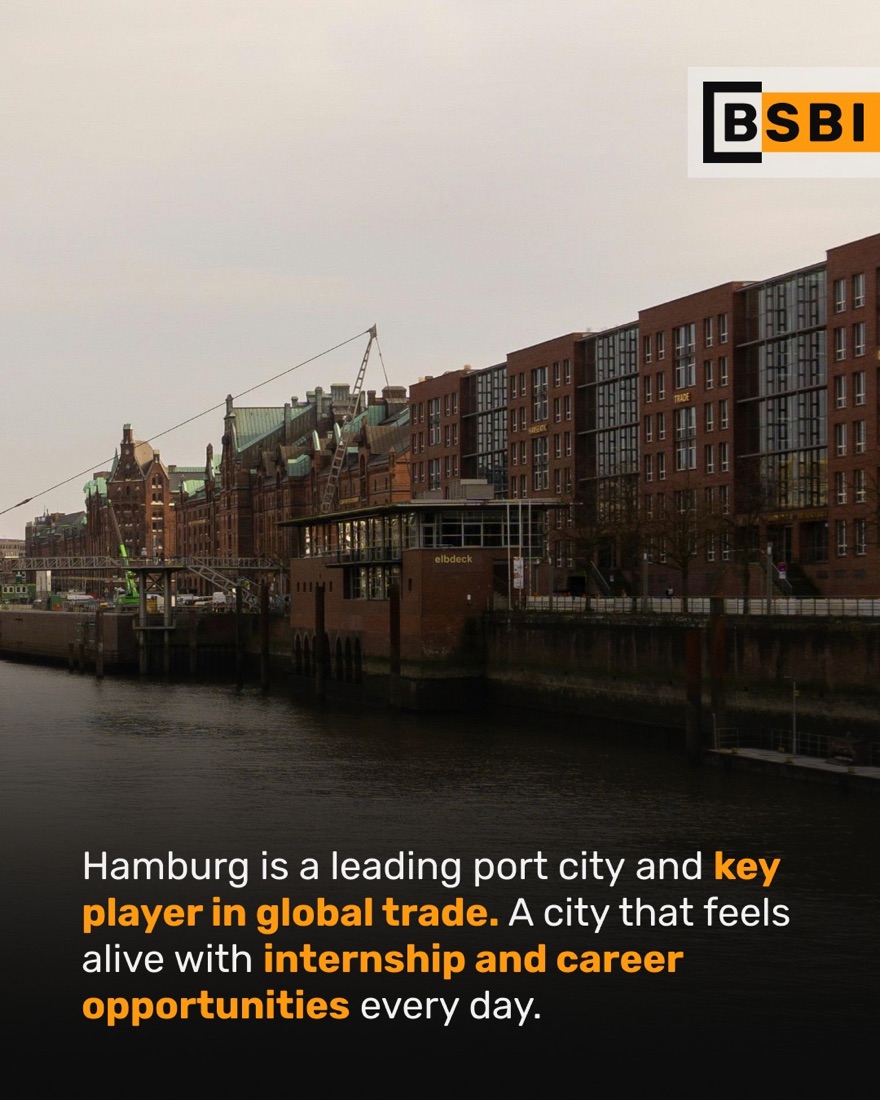 BSBI
TRADE
elbdeck
Hamburg is a leading port city and key
player in global trade. A city that feels
alive with internship and career
opportunities every day.